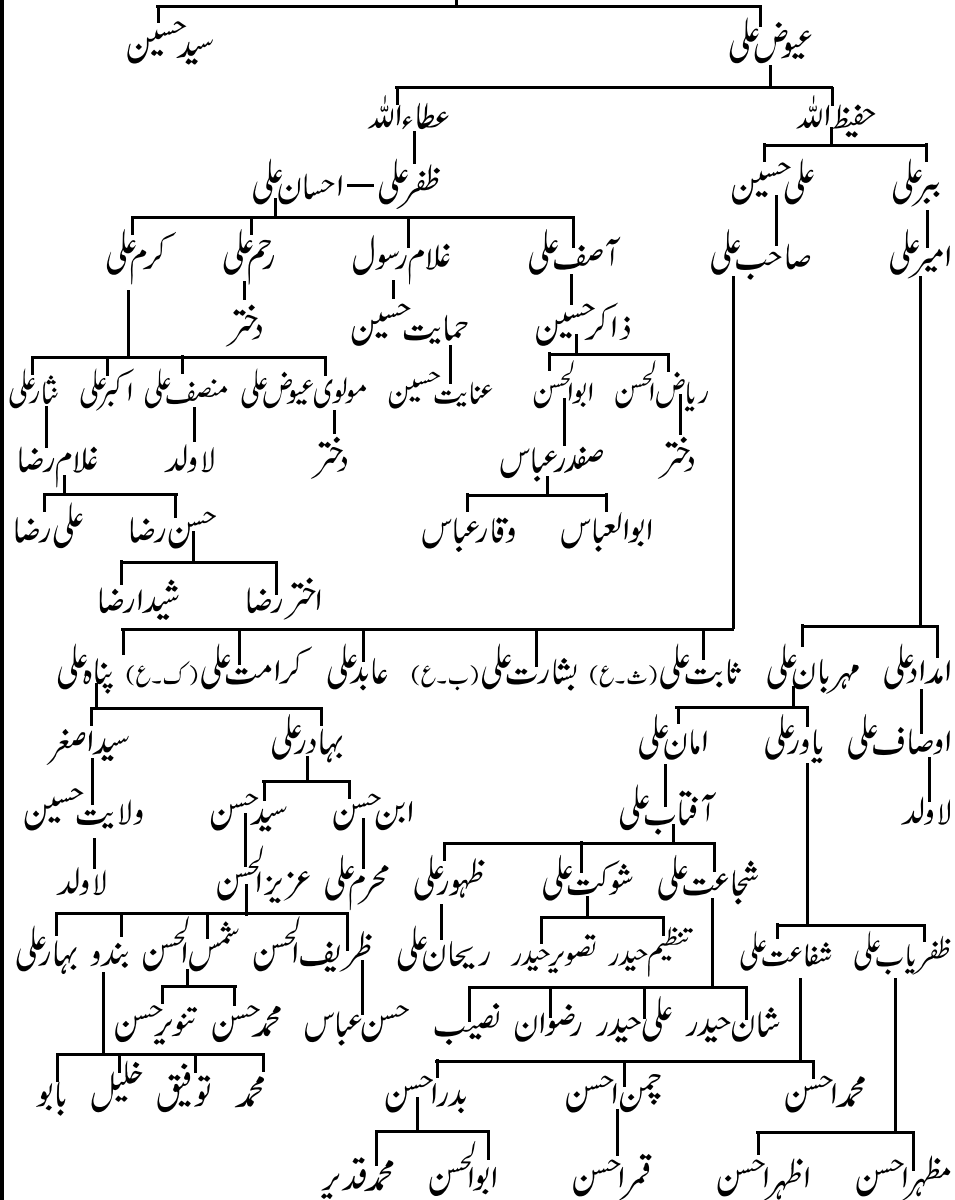 عیوض علی سید حسین
حفیظ اللہ عطاء اللہ
ببر علی علی حسین ظفر علی — احسان علی
امیر علی صاحب علی آصف علی غلام رسول رحم علی کرم علی
ذاکر حسین حمایت حسین دختر
ریاض الحسن ابوالحسن عنایت حسین مولوی عیوض علی منصف علی اکبر علی نثار علی
دختر صفدر عباس دختر لاولد غلام رضا
ابوالعباس وقار عباس حسن رضا علی رضا
اختر رضا شیدا رضا
امداد علی مہربان علی ثابت علی (ث۔ع) بشارت علی (ب۔ع) عابد علی کرامت علی (ک۔ع) پناہ علی
اوصاف علی یاور علی امان علی بہادر علی سید اصغر
لاولد آفتاب علی ابن حسن سید حسن ولایت حسین
شجاعت علی شوکت علی ظہور علی محرم علی عزیز الحسن لاولد
ظفریاب علی شفاعت علی تنظیم حیدر تصویر حیدر ریحان علی ظریف الحسن شمس الحسن بندو بہار علی
شان حیدر علی حیدر رضوان نصیب حسن عباس محمد حسن تنویر حسن
محمد احسن چمن احسن بدر احسن محمد توفیق خلیل بابو
مظہر احسن اظہر احسن قمر احسن ابوالحسن محمد قدیر